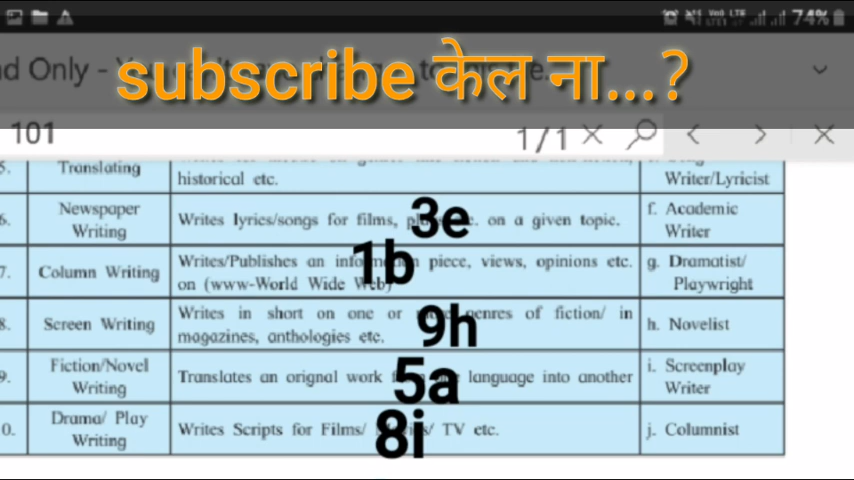 74%
nd Only -
subscribe केल ना...?
101 1/1
5. Translating historical etc. Writer/Lyricist
6. Newspaper Writing Writes lyrics/songs for films, etc. on a given topic. f. Academic Writer
3e
7. Column Writing Writes/Publishes an information piece, views, opinions etc. on (www-World Wide Web) g. Dramatist/ Playwright
1b
8. Screen Writing Writes in short on one or genres of fiction/ in magazines, anthologies etc. h. Novelist
9h
9. Fiction/Novel Writing Translates an orignal work language into another i. Screenplay Writer
5a
0. Drama/ Play Writing Writes Scripts for Films/ TV etc. j. Columnist
8i